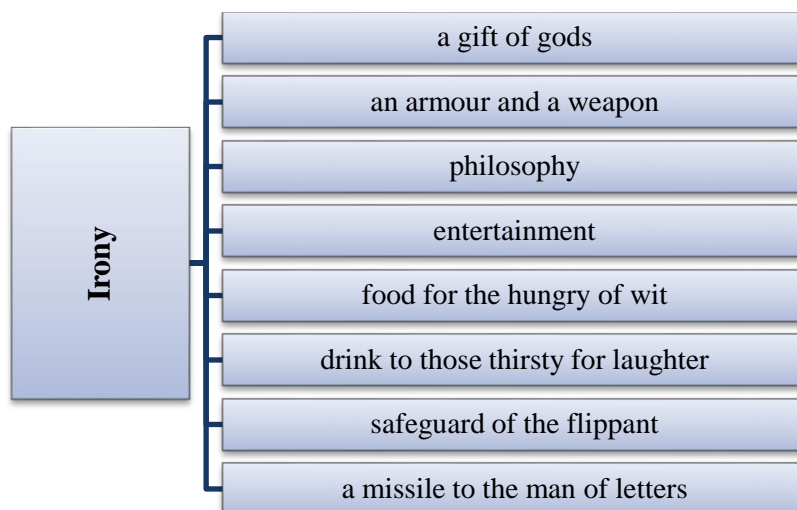 Irony
a gift of gods
an armour and a weapon
philosophy
entertainment
food for the hungry of wit
drink to those thirsty for laughter
safeguard of the flippant
a missile to the man of letters